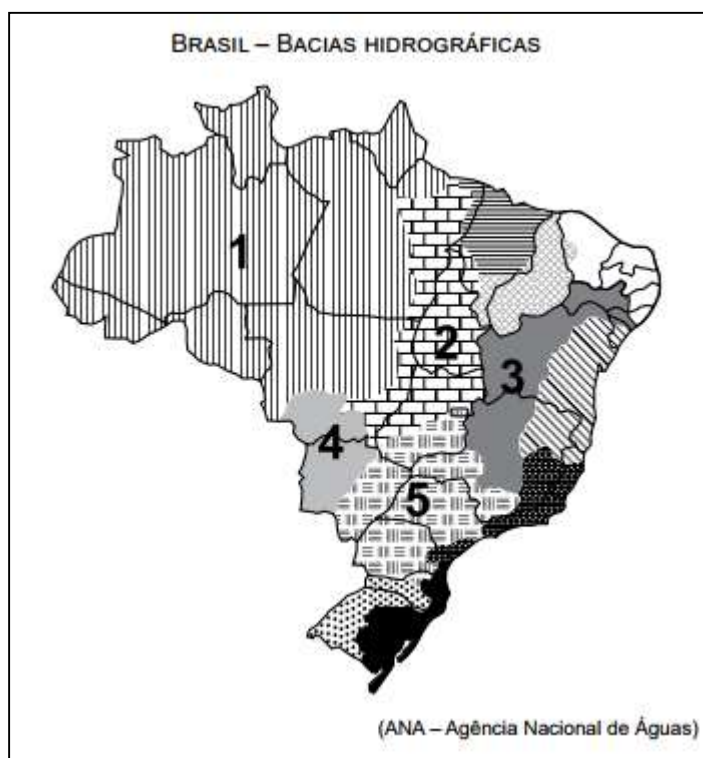 BRASIL – BACIAS HIDROGRÁFICAS
1
2
3
4
5
(ANA – Agência Nacional de Águas)